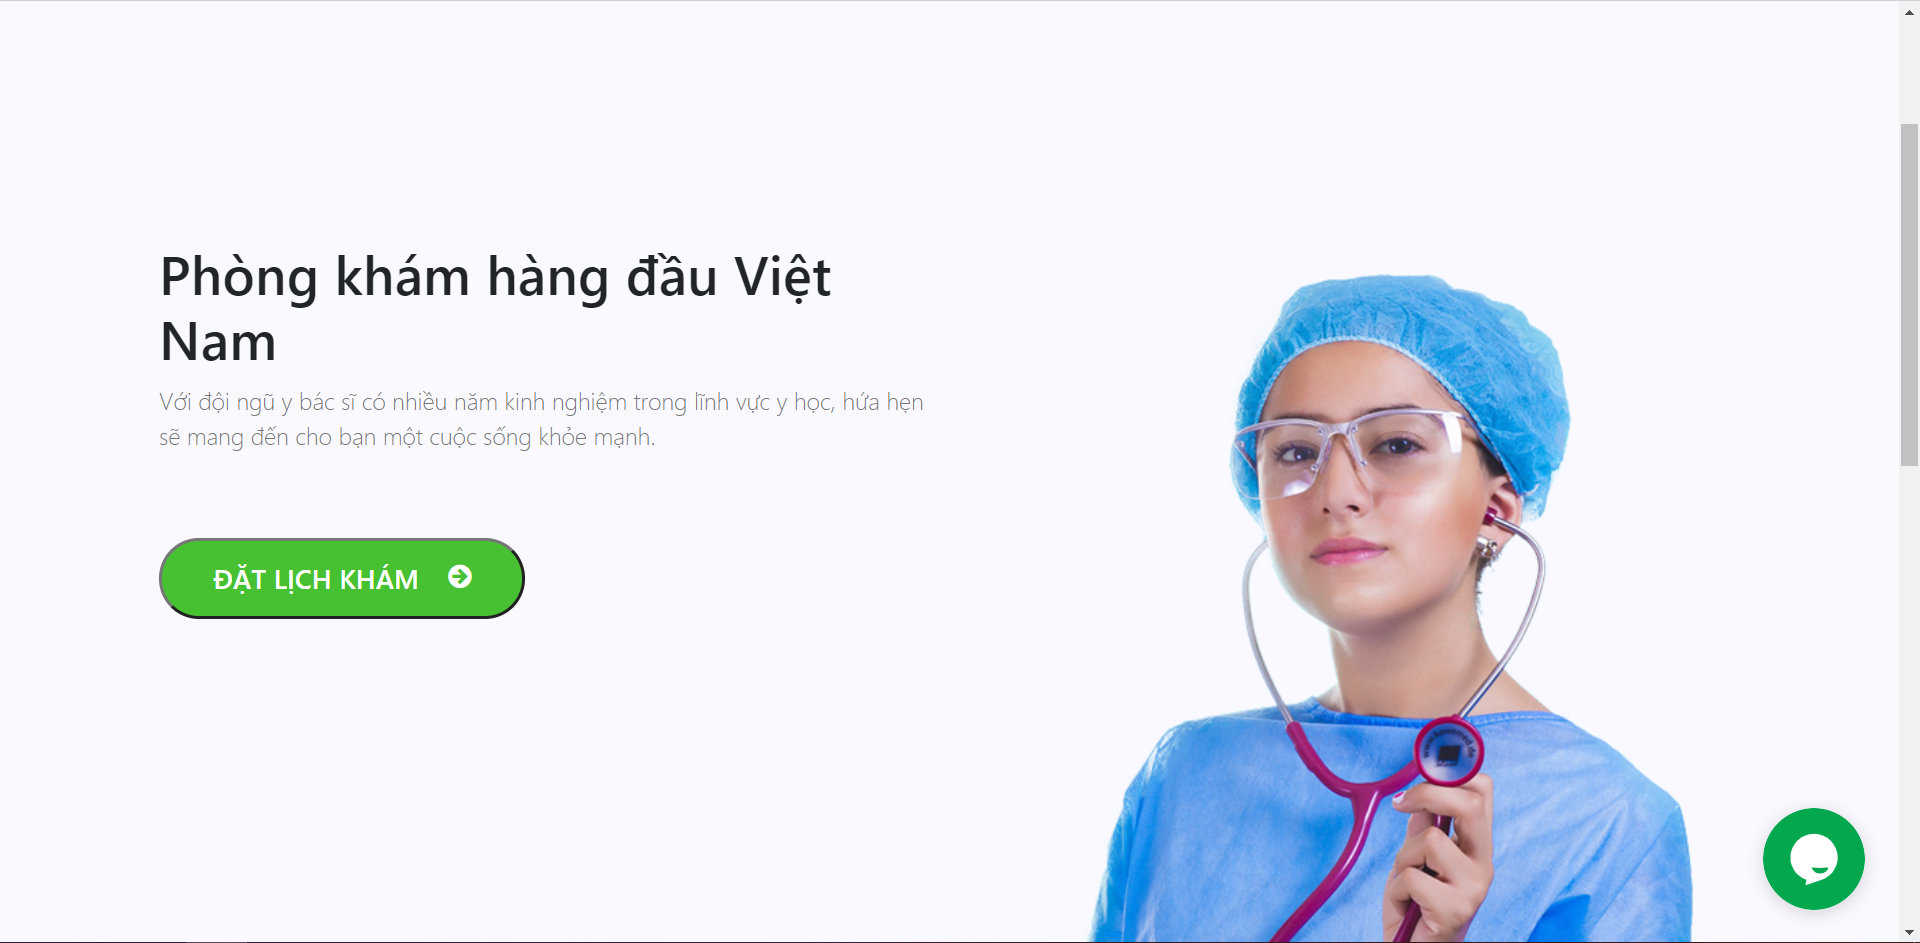 Phòng khám hàng đầu Việt
Nam
Với đội ngũ y bác sĩ có nhiều năm kinh nghiệm trong lĩnh vực y học, hứa hẹn
sẽ mang đến cho bạn một cuộc sống khỏe mạnh.
ĐẶT LỊCH KHÁM